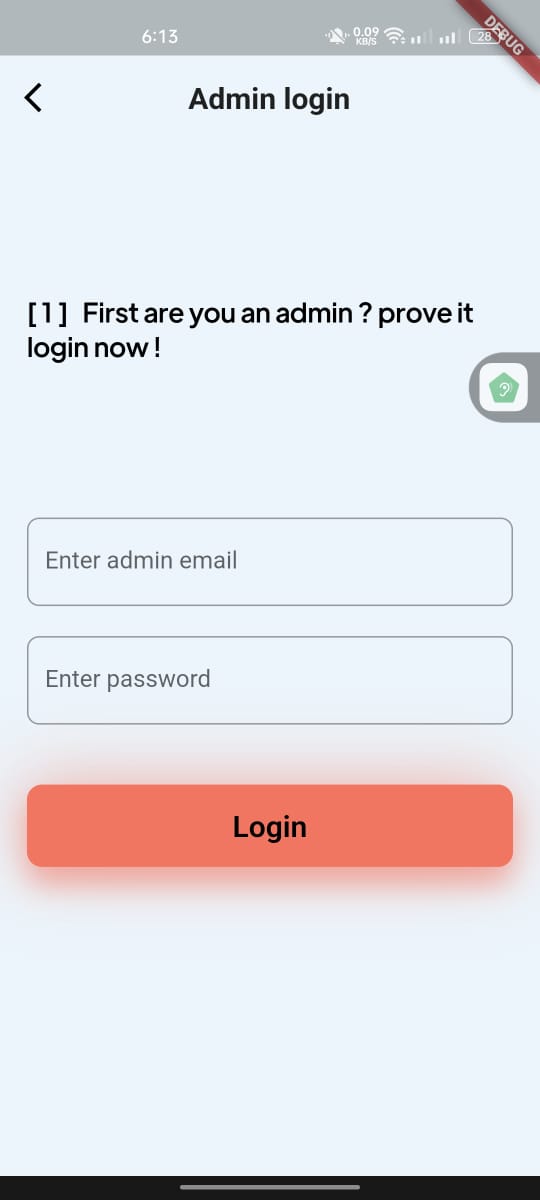 6:13 0.09 KB/S 28
DEBUG
Admin login
[1] First are you an admin ? prove it
login now !
Enter admin email
Enter password
Login